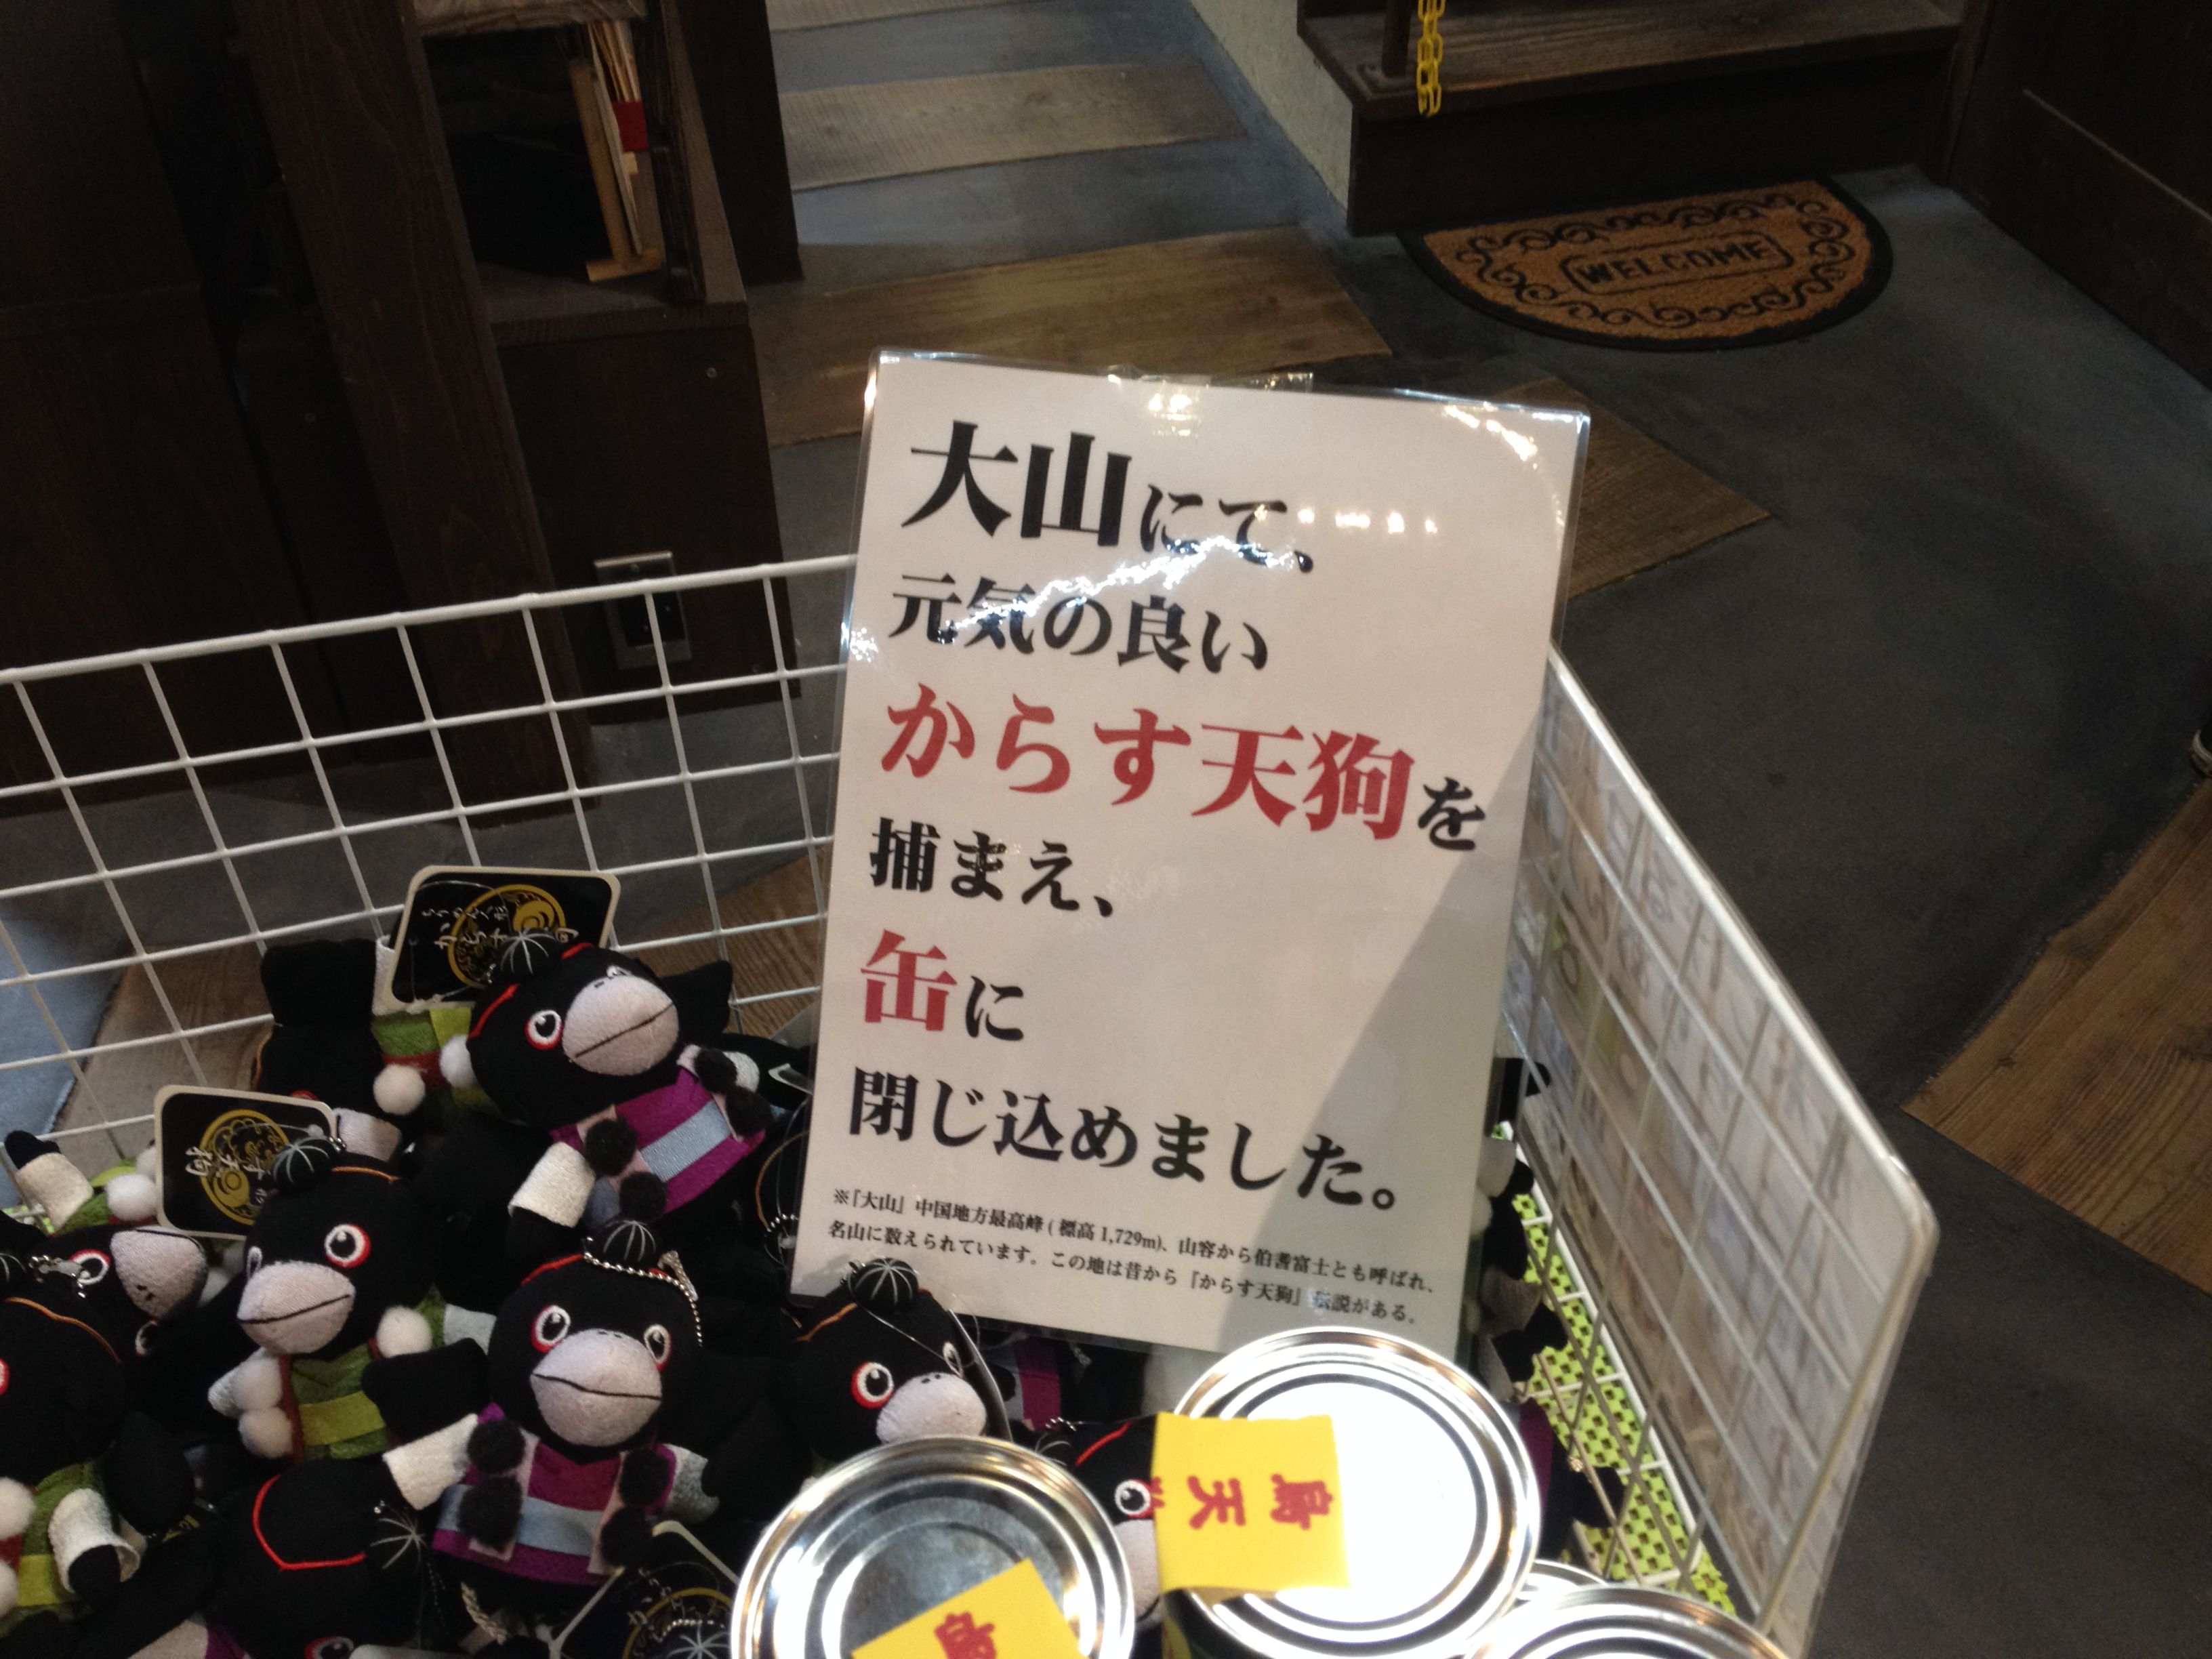 WELCOME
大山にて、
元気の良い
からす天狗を
捕まえ、
缶に
閉じ込めました。
※『大山』中国地方最高峰 ( 標高 1,729m)、山容から伯耆富士とも呼ばれ、
名山に数えられています。この地は昔から『からす天狗』伝説がある。
烏天